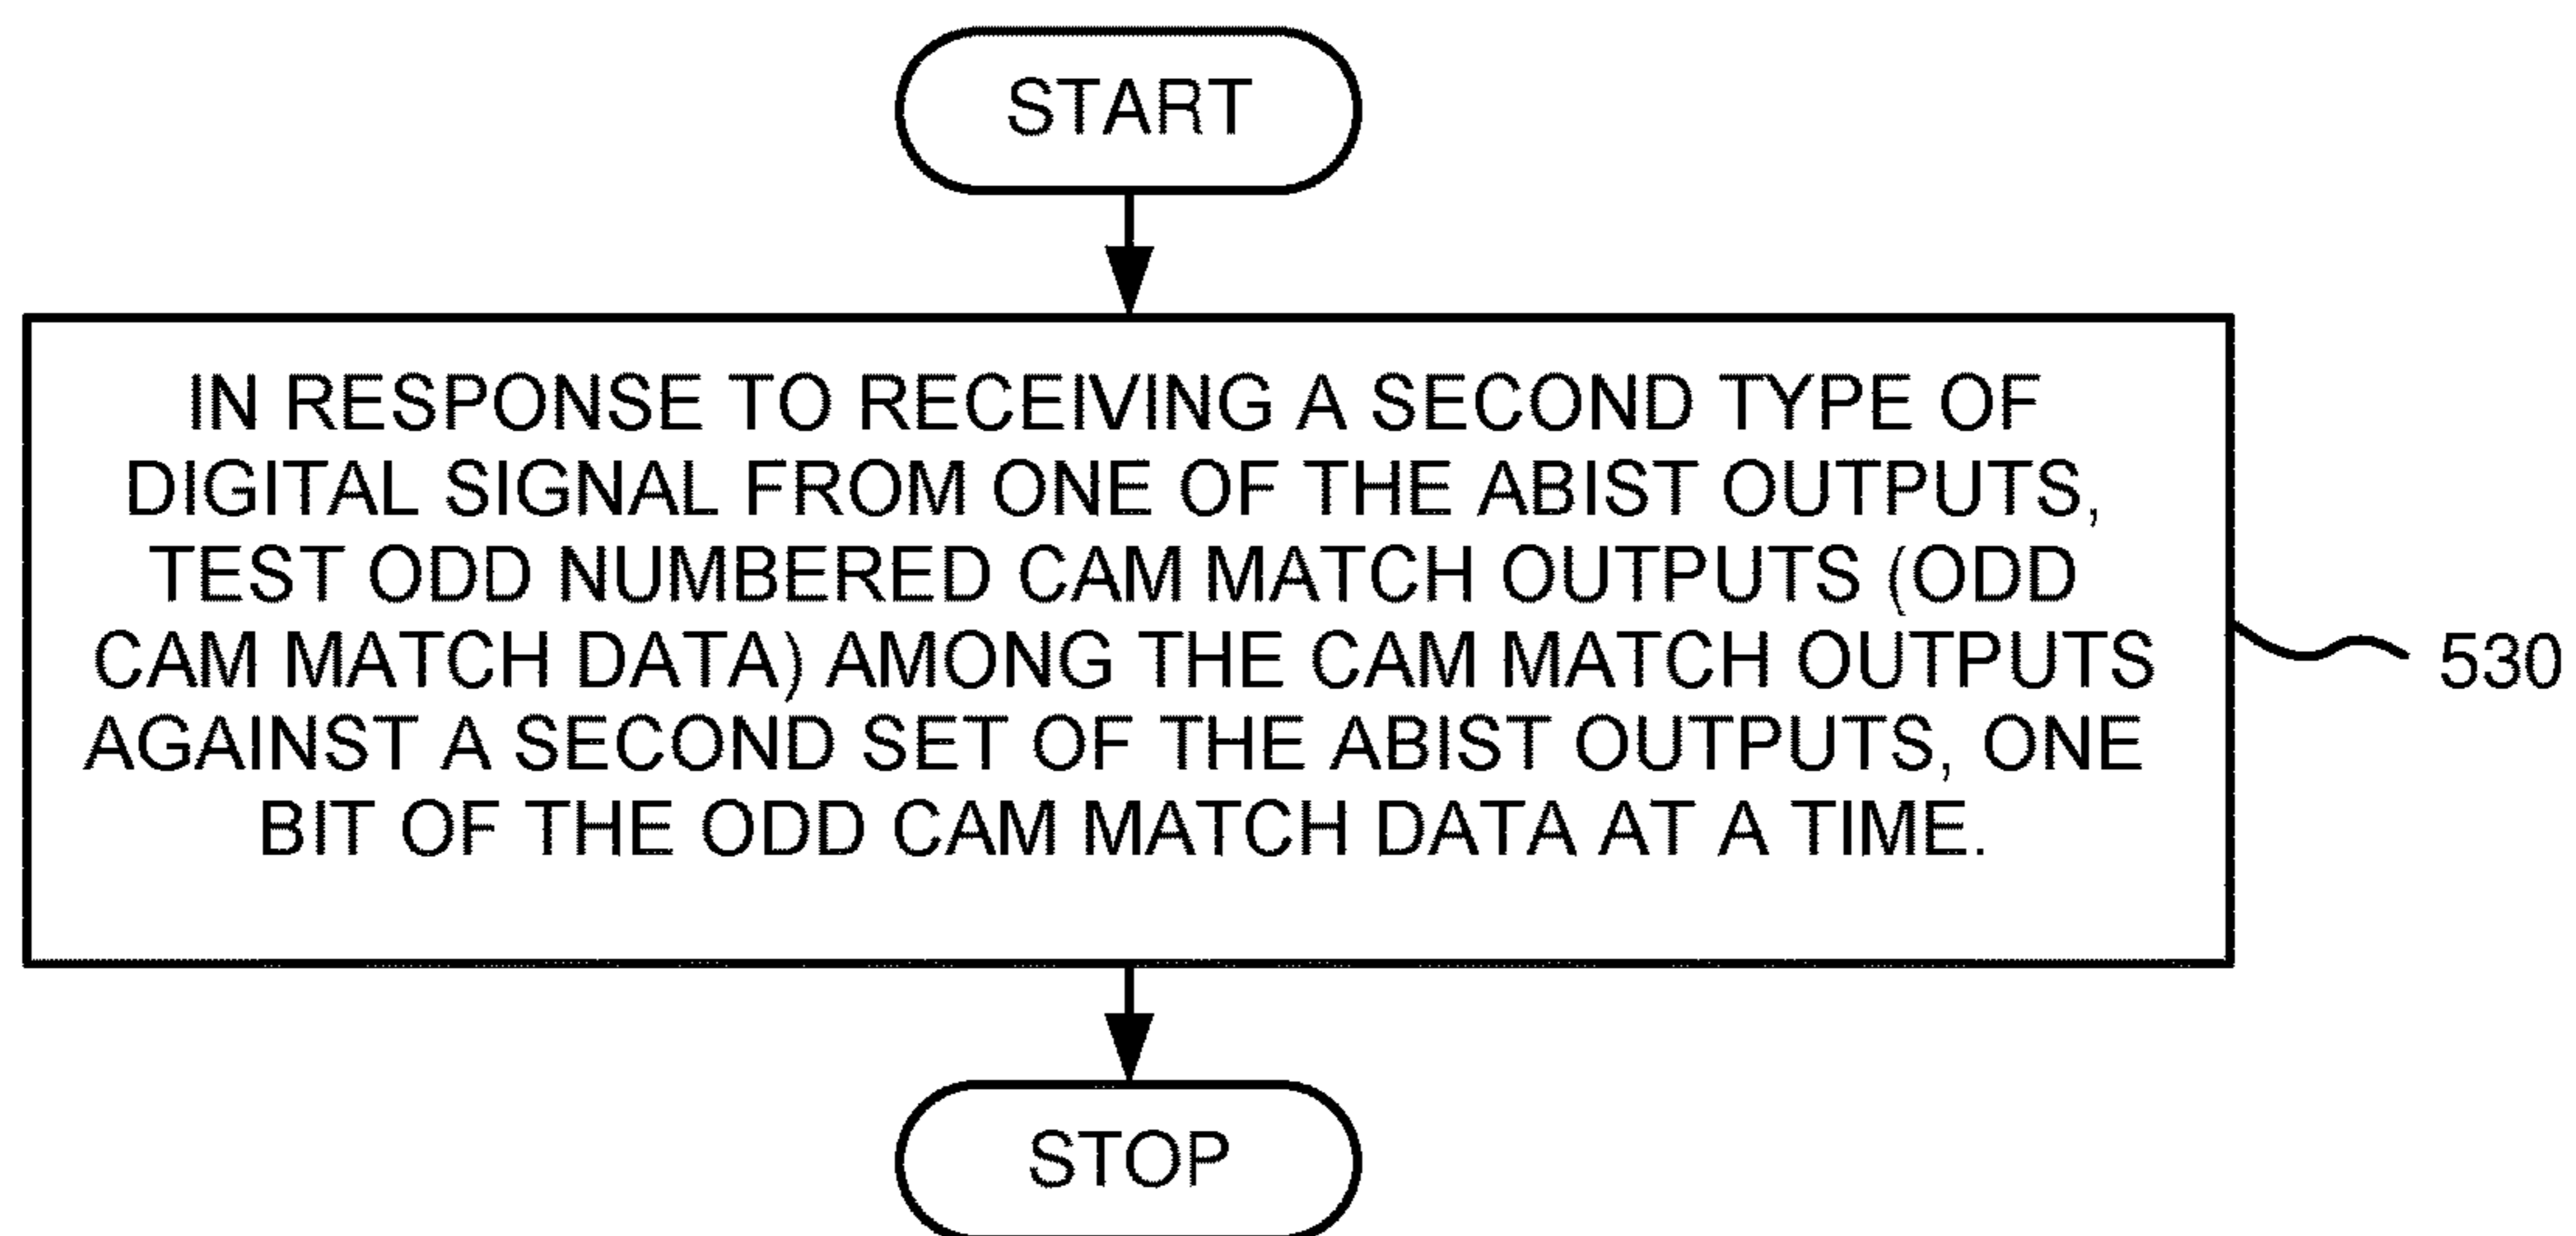 START
IN RESPONSE TO RECEIVING A SECOND TYPE OF
DIGITAL SIGNAL FROM ONE OF THE ABIST OUTPUTS,
TEST ODD NUMBERED CAM MATCH OUTPUTS (ODD
CAM MATCH DATA) AMONG THE CAM MATCH OUTPUTS
AGAINST A SECOND SET OF THE ABIST OUTPUTS, ONE
BIT OF THE ODD CAM MATCH DATA AT A TIME.
530
STOP